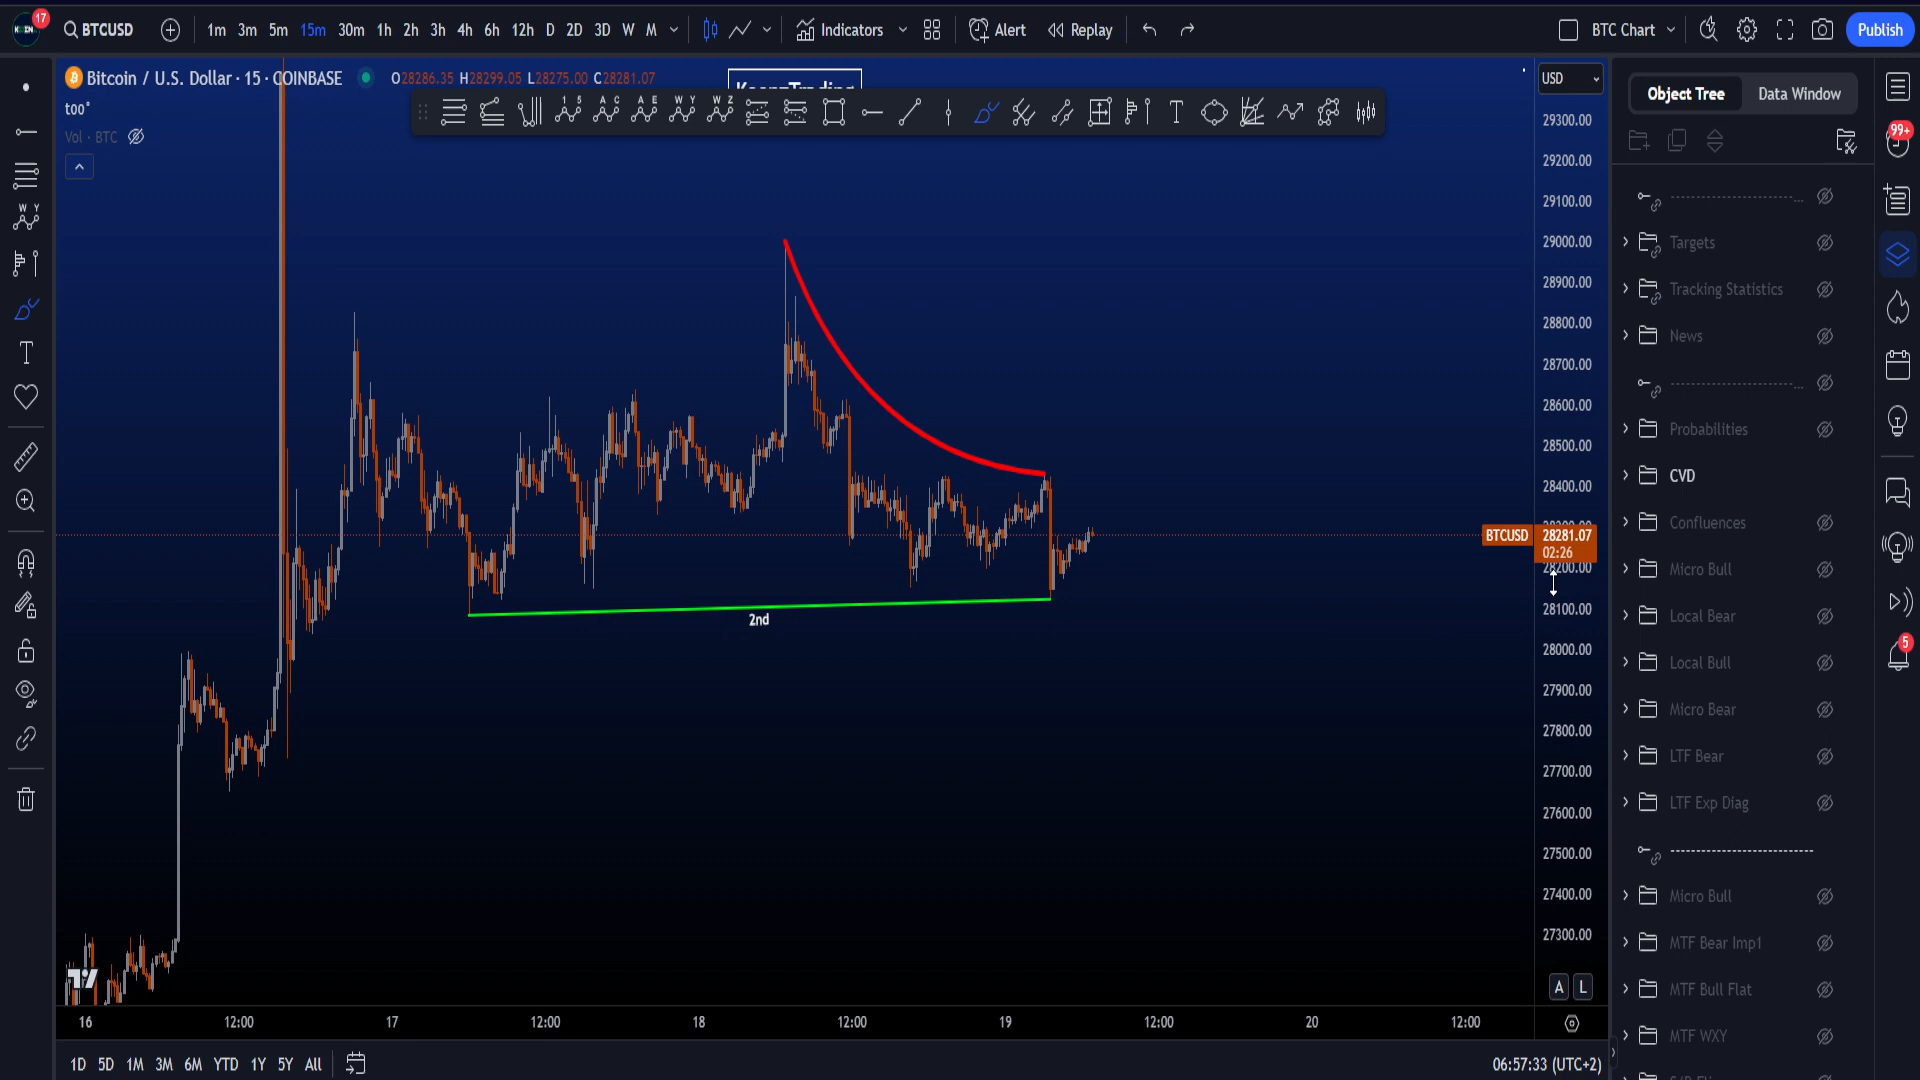 17
BTCUSD
1m 3m 5m 15m 30m 1h 2h 3h 4h 6h 12h D 2D 3D W M
Indicators
Alert
Replay
BTC Chart
Publish
Bitcoin / U.S. Dollar · 15 · COINBASE
O28286.35 H28299.05 L28275.00 C28281.07
too*
Vol · BTC
USD
Object Tree
Data Window
29300.00
29200.00
29100.00
29000.00
28900.00
28800.00
28700.00
28600.00
28500.00
28400.00
BTCUSD
28281.07
02:26
28200.00
28100.00
28000.00
27900.00
27800.00
27700.00
27600.00
27500.00
27400.00
27300.00
2nd
A L
16 12:00 17 12:00 18 12:00 19 12:00 20 12:00
1D 5D 1M 3M 6M YTD 1Y 5Y All
06:57:33 (UTC+2)
Targets
Tracking Statistics
News
Probabilities
CVD
Confluences
Micro Bull
Local Bear
Local Bull
Micro Bear
LTF Bear
LTF Exp Diag
Micro Bull
MTF Bear Imp1
MTF Bull Flat
MTF WXY
99+
5